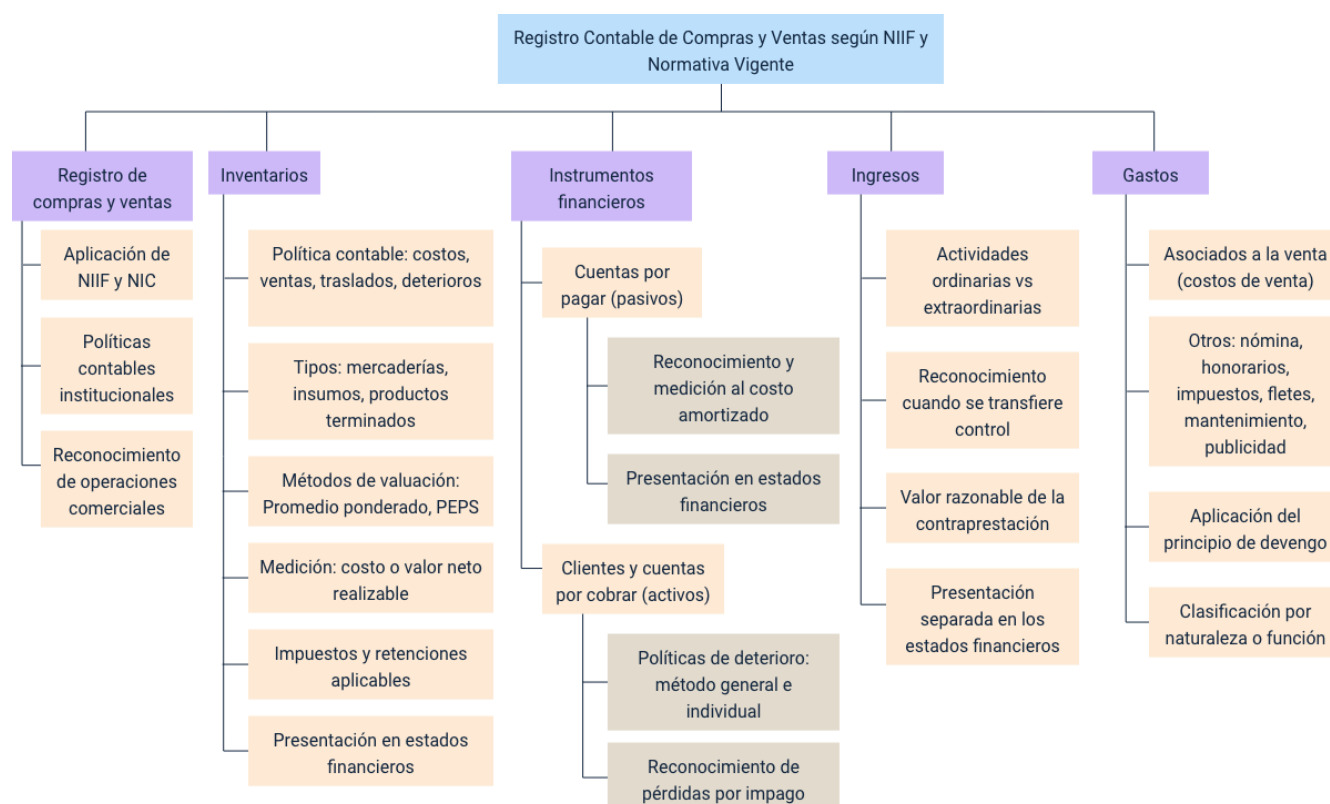 Registro Contable de Compras y Ventas según NIIF y
Normativa Vigente
Registro de
compras y ventas
Aplicación de
NIIF y NIC
Políticas
contables
institucionales
Reconocimiento
de operaciones
comerciales
Inventarios
Política contable: costos,
ventas, traslados, deterioros
Tipos: mercaderías,
insumos, productos
terminados
Métodos de valuación:
Promedio ponderado, PEPS
Medición: costo o valor neto
realizable
Impuestos y retenciones
aplicables
Presentación en estados
financieros
Instrumentos
financieros
Cuentas por
pagar (pasivos)
Reconocimiento y
medición al costo
amortizado
Presentación en estados
financieros
Clientes y cuentas
por cobrar (activos)
Políticas de deterioro:
método general e
individual
Reconocimiento de
pérdidas por impago
Ingresos
Actividades
ordinarias vs
extraordinarias
Reconocimiento
cuando se transfiere
control
Valor razonable de la
contraprestación
Presentación
separada en los
estados financieros
Gastos
Asociados a la venta
(costos de venta)
Otros: nómina,
honorarios,
impuestos, fletes,
mantenimiento,
publicidad
Aplicación del
principio de devengo
Clasificación por
naturaleza o función